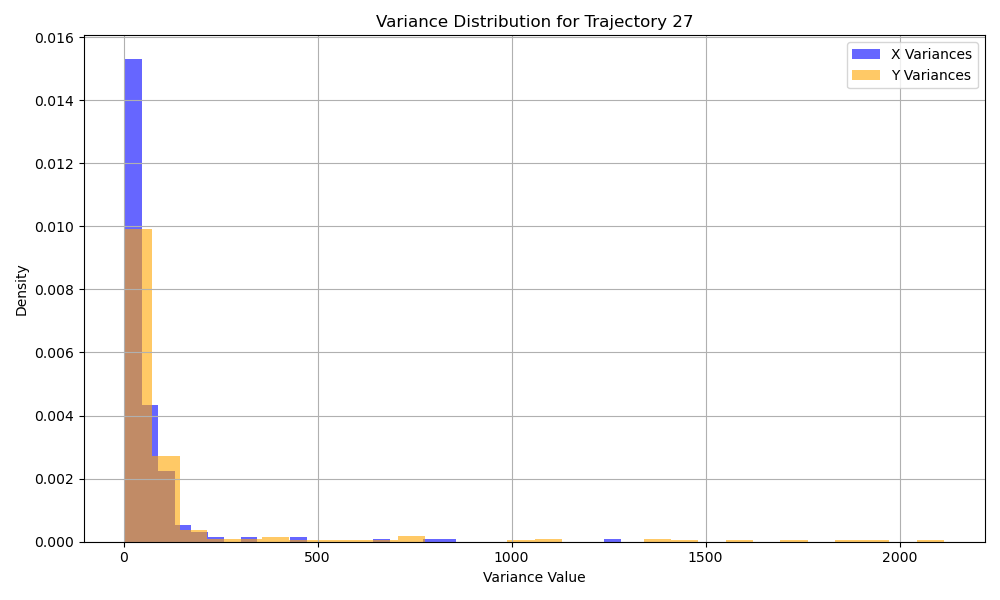 Variance Distribution for Trajectory 27
X Variances
Y Variances
Density
0.016
0.014
0.012
0.010
0.008
0.006
0.004
0.002
0.000
0
500
1000
1500
2000
Variance Value